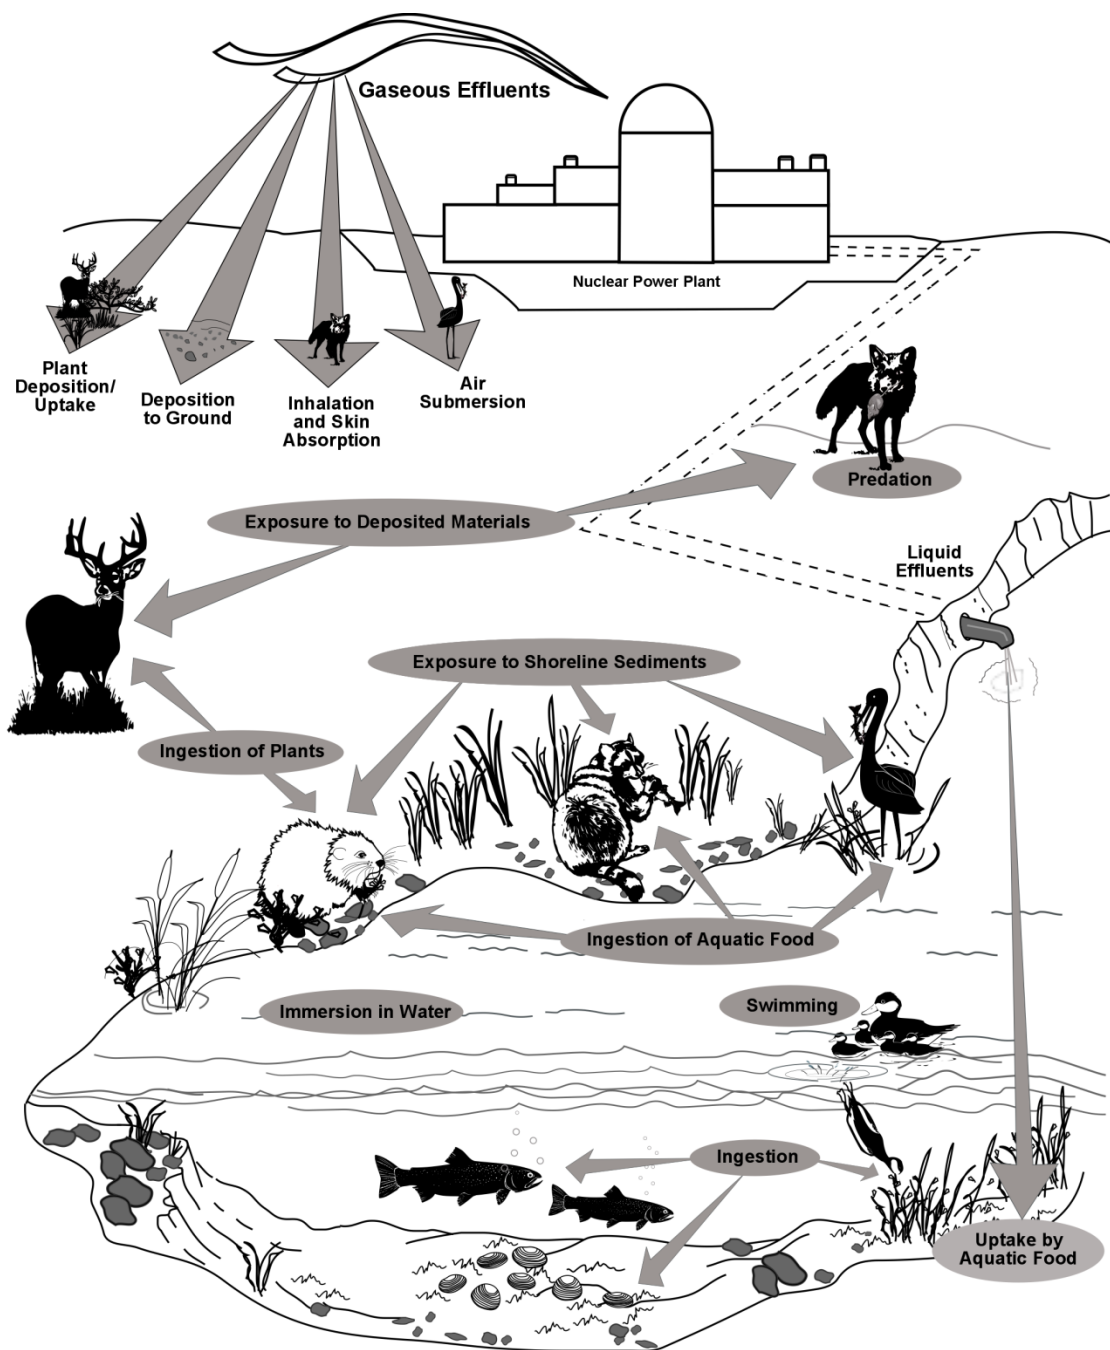 Gaseous Effluents
Nuclear Power Plant
Plant
Deposition/
Uptake
Deposition
to Ground
Inhalation
and Skin
Absorption
Air
Submersion
Predation
Exposure to Deposited Materials
Liquid
Effluents
Exposure to Shoreline Sediments
Ingestion of Plants
Ingestion of Aquatic Food
Immersion in Water
Swimming
Ingestion
Uptake by
Aquatic Food